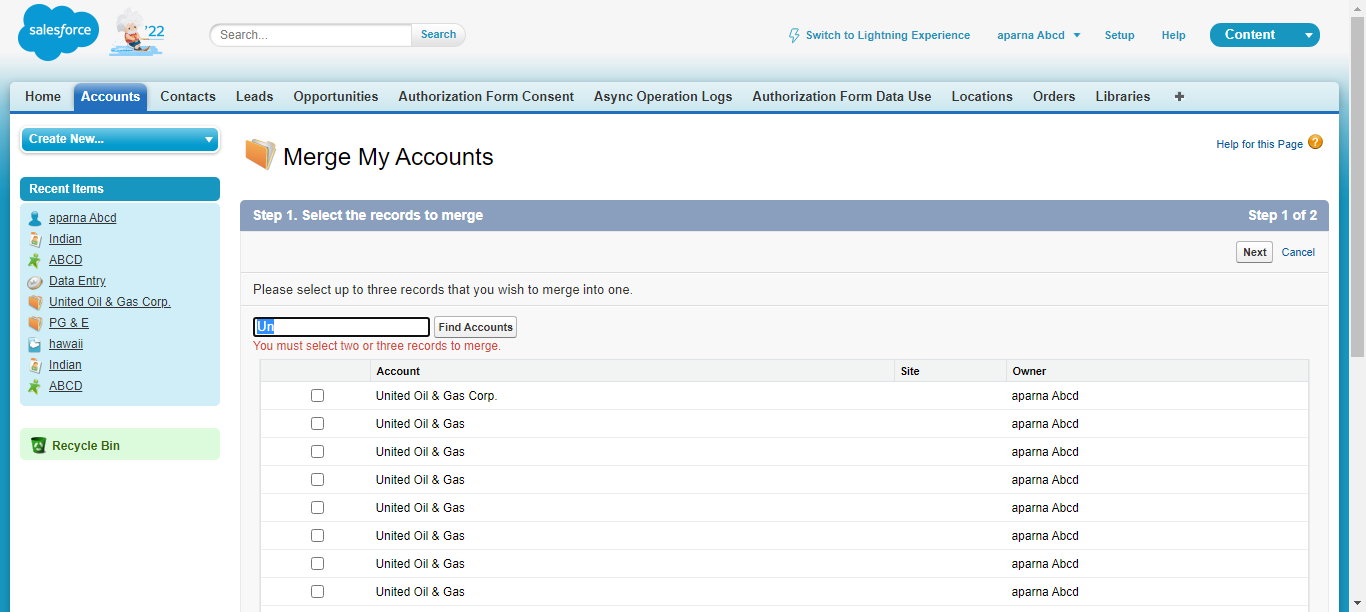 salesforce
'22
Search...
Search
Switch to Lightning Experience
aparna Abcd
Setup
Help
Content
Home
Accounts
Contacts
Leads
Opportunities
Authorization Form Consent
Async Operation Logs
Authorization Form Data Use
Locations
Orders
Libraries
+
Create New...
Recent Items
aparna Abcd
Indian
ABCD
Data Entry
United Oil & Gas Corp.
PG & E
hawaii
Indian
ABCD
Recycle Bin
Merge My Accounts
Help for this Page ?
Step 1. Select the records to merge
Step 1 of 2
Next
Cancel
Please select up to three records that you wish to merge into one.
Un
Find Accounts
You must select two or three records to merge.
Account Site Owner
United Oil & Gas Corp. aparna Abcd
United Oil & Gas aparna Abcd
United Oil & Gas aparna Abcd
United Oil & Gas aparna Abcd
United Oil & Gas aparna Abcd
United Oil & Gas aparna Abcd
United Oil & Gas aparna Abcd
United Oil & Gas aparna Abcd